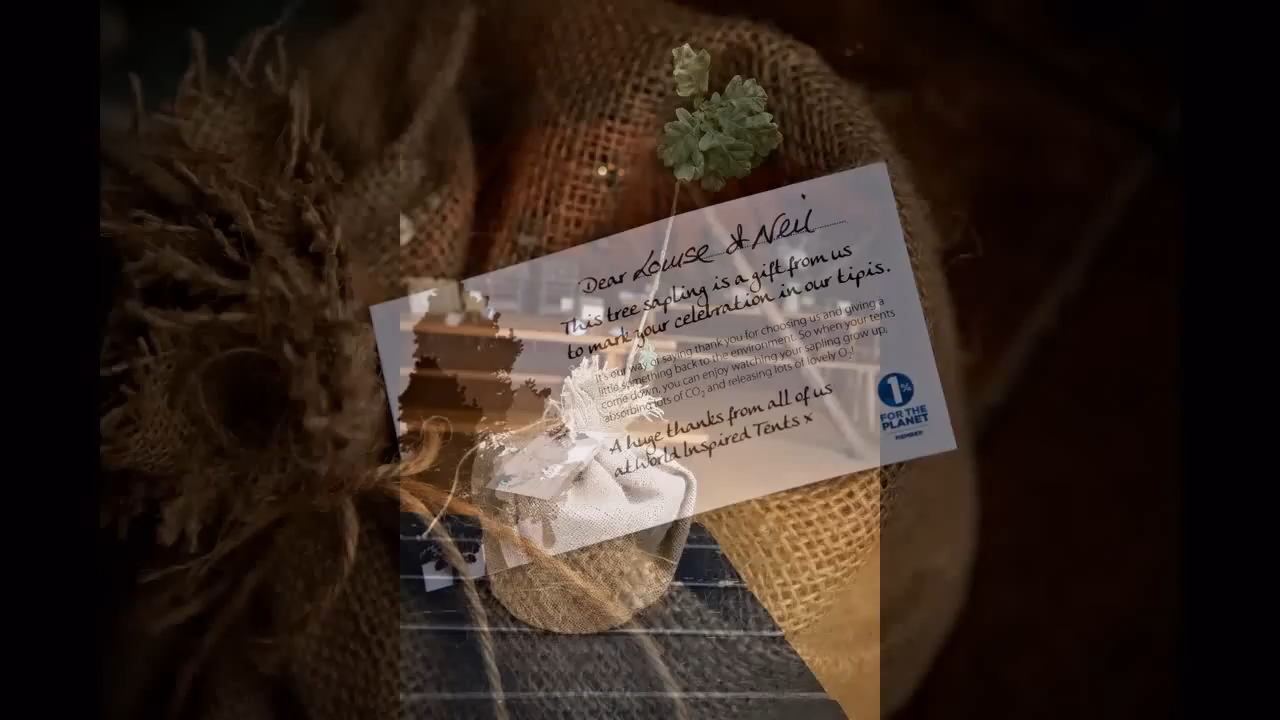 Dear Louise & Neil
This tree sapling is a gift from us
to mark your celebration in our tipis.
It's our way of saying thank you for choosing us and giving a
little something back to the environment. So when your tents
come down, you can enjoy watching your sapling grow up,
absorbing lots of CO₂ and releasing lots of lovely O₂!
A huge thanks from all of us
at World Inspired Tents x
1%
FOR THE
PLANET
MEMBER